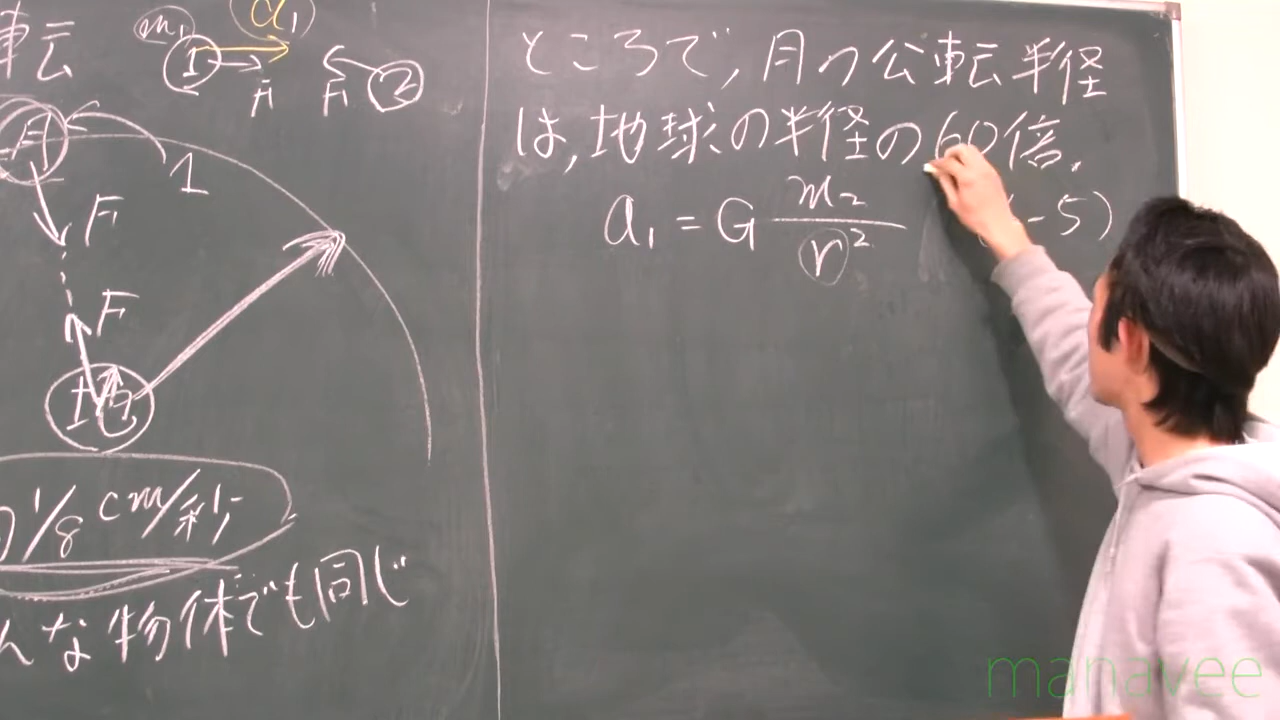 転
m₁ a₁
1 F F 2
月 1
F
F
地
1/8 cm/秒
んな物体でも同じ
ところで,月の公転半径
は,地球の半径の60倍.
a₁ = G m₂/r² -5)
manavee